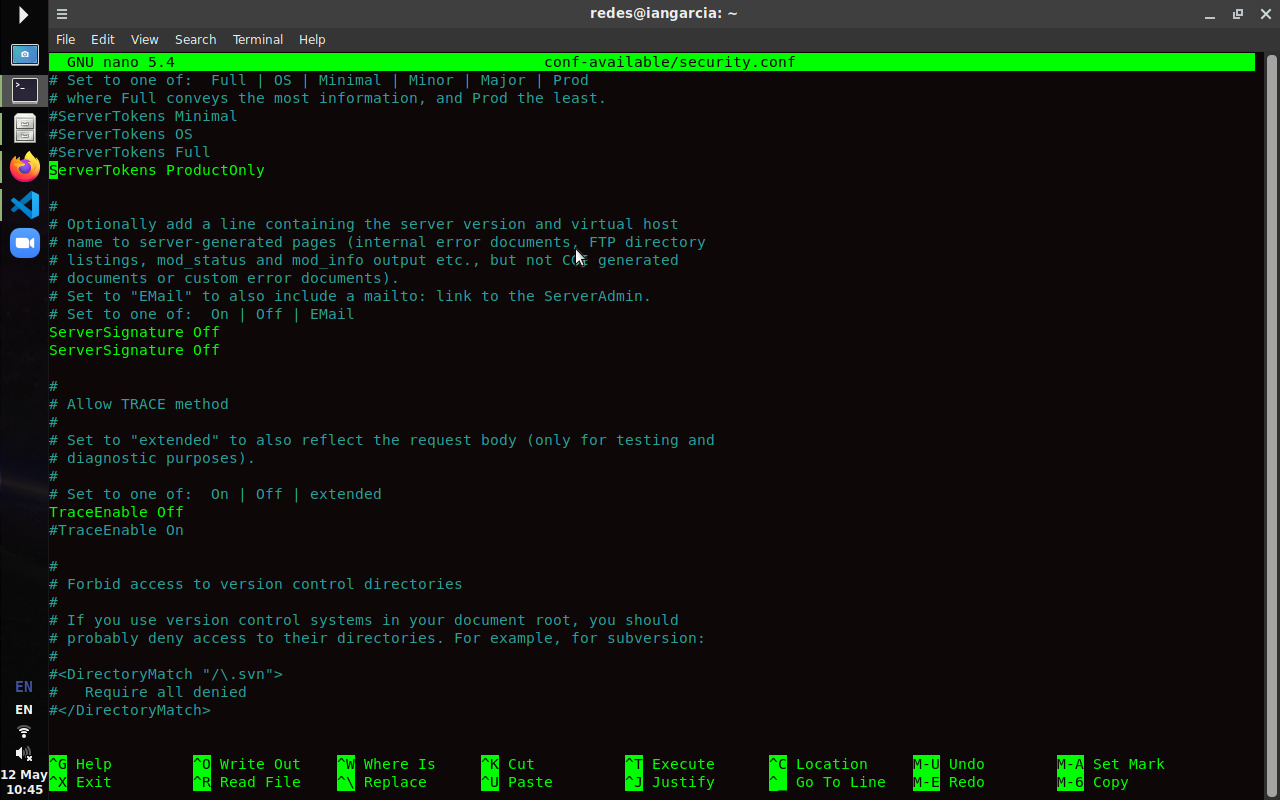 redes@iangarcia: ~
File Edit View Search Terminal Help
GNU nano 5.4 conf-available/security.conf
# Set to one of:  Full | OS | Minimal | Minor | Major | Prod
# where Full conveys the most information, and Prod the least.
#ServerTokens Minimal
#ServerTokens OS
#ServerTokens Full
ServerTokens ProductOnly
#
# Optionally add a line containing the server version and virtual host
# name to server-generated pages (internal error documents, FTP directory
# listings, mod_status and mod_info output etc., but not CGI generated
# documents or custom error documents).
# Set to "EMail" to also include a mailto: link to the ServerAdmin.
# Set to one of:  On | Off | EMail
ServerSignature Off
ServerSignature Off
#
# Allow TRACE method
#
# Set to "extended" to also reflect the request body (only for testing and
# diagnostic purposes).
#
# Set to one of:  On | Off | extended
TraceEnable Off
#TraceEnable On
#
# Forbid access to version control directories
#
# If you use version control systems in your document root, you should
# probably deny access to their directories. For example, for subversion:
#
#<DirectoryMatch "/\.svn">
#   Require all denied
#</DirectoryMatch>
^G Help ^O Write Out ^W Where Is ^K Cut ^T Execute ^C Location M-U Undo M-A Set Mark
^X Exit ^R Read File ^\ Replace ^U Paste ^J Justify ^_ Go To Line M-E Redo M-6 Copy
EN
EN
12 May
10:45